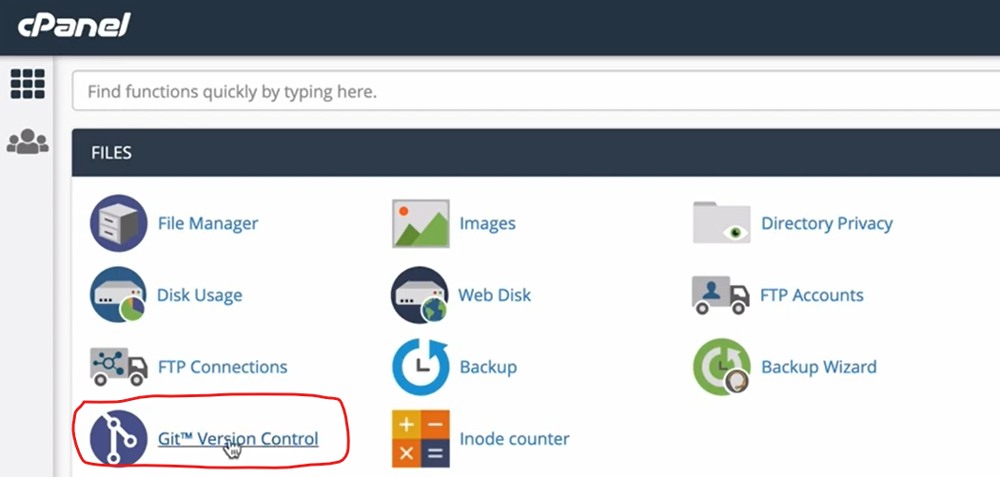 cPanel
Find functions quickly by typing here.
FILES
File Manager
Images
Directory Privacy
Disk Usage
Web Disk
FTP Accounts
FTP Connections
Backup
Backup Wizard
Git™ Version Control
Inode counter